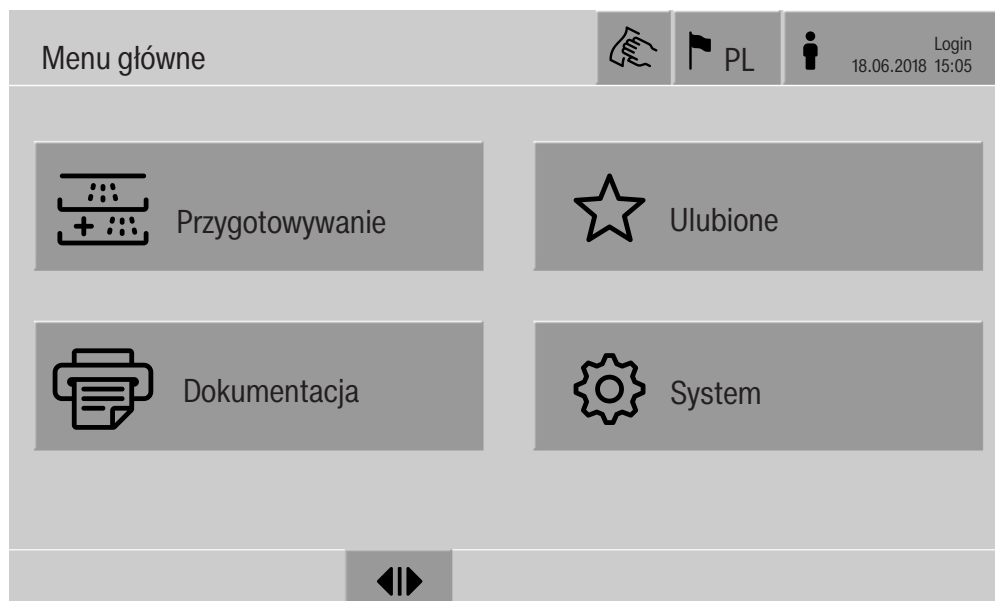 Menu główne
PL
Login
18.06.2018 15:05
Przygotowywanie
Ulubione
Dokumentacja
System